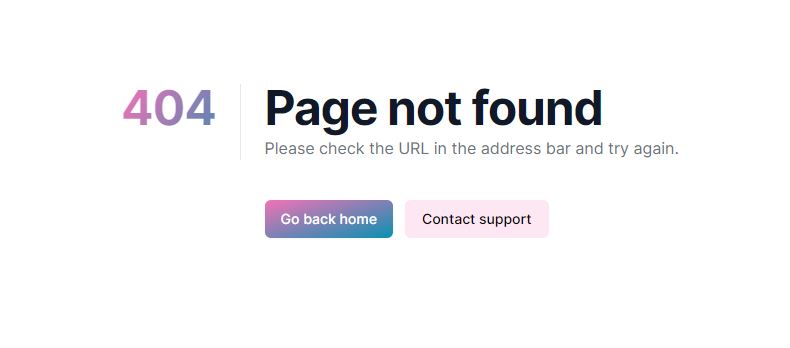 404
Page not found
Please check the URL in the address bar and try again.
Go back home
Contact support